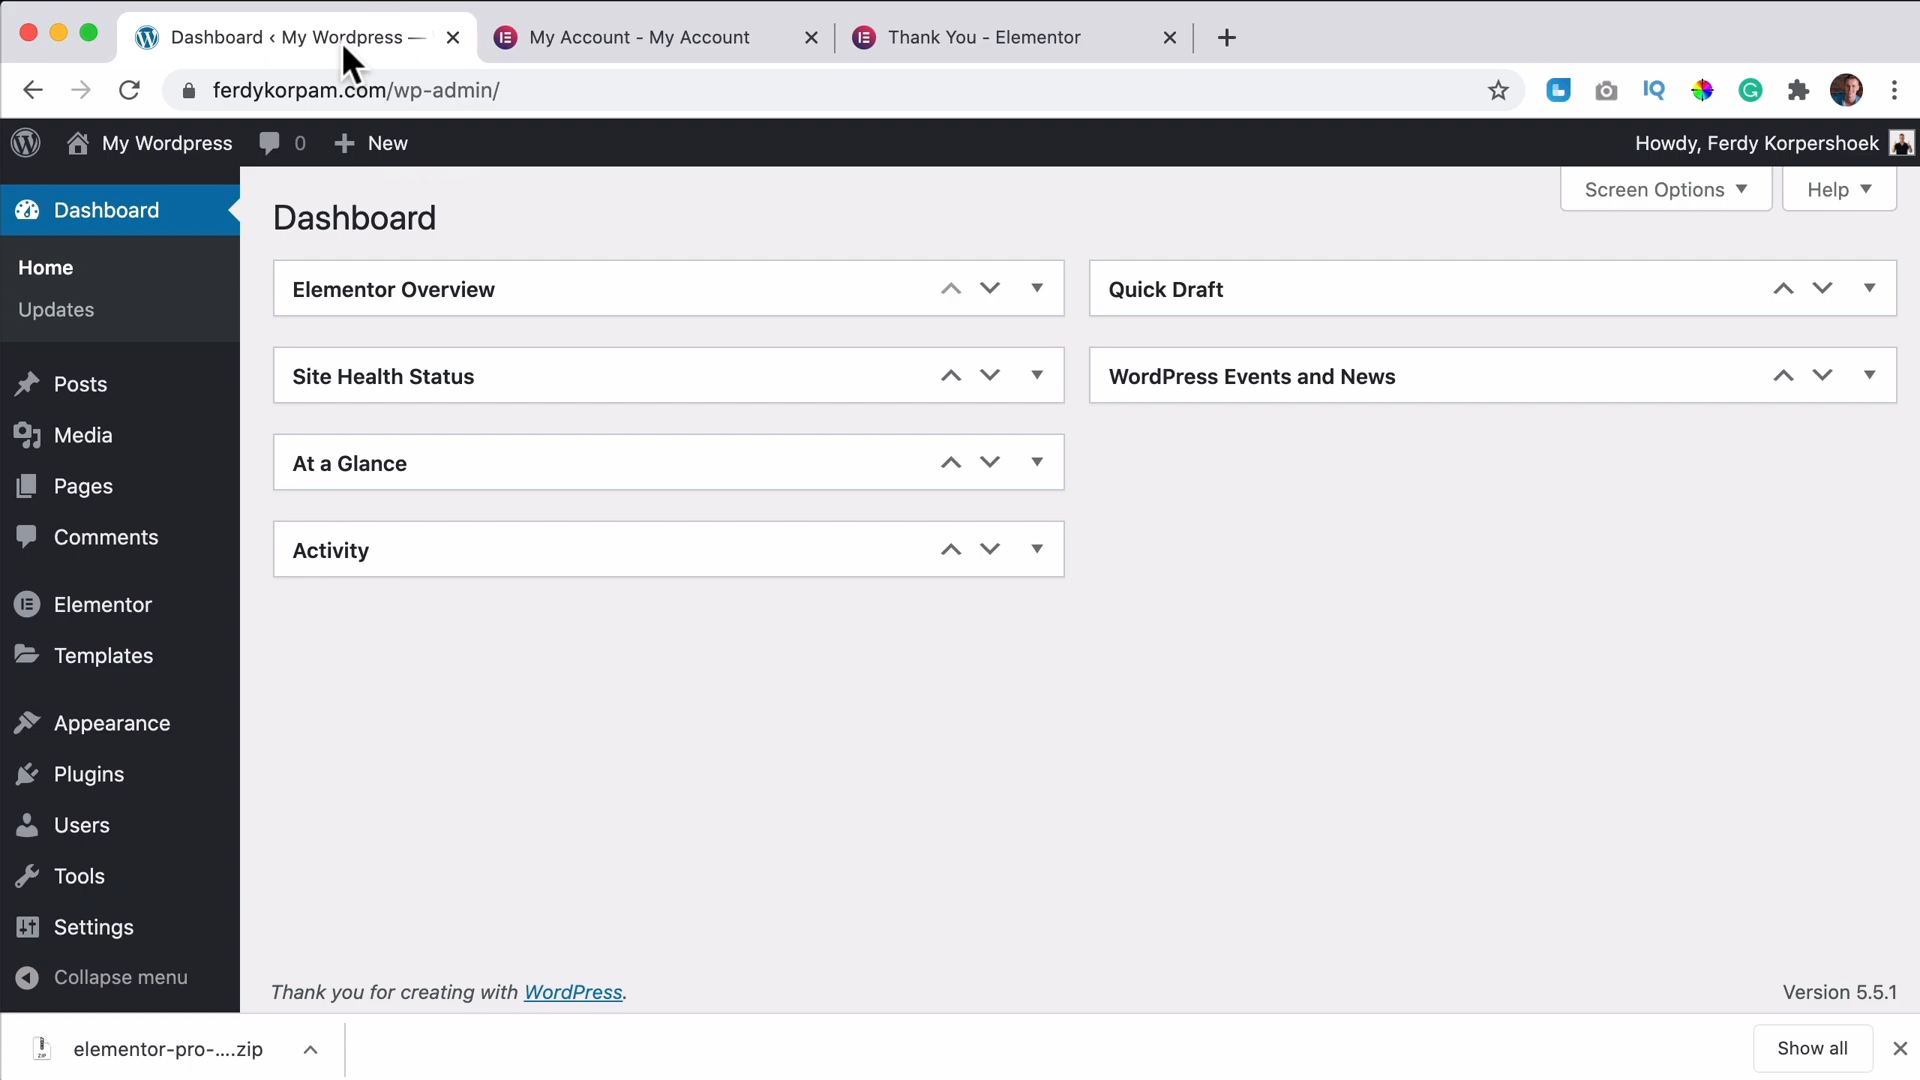 Dashboard ‹ My Wordpress —
My Account - My Account
Thank You - Elementor
ferdykorpam.com/wp-admin/
My Wordpress
0
New
Howdy, Ferdy Korpershoek
Screen Options
Help
Dashboard
Dashboard
Home
Updates
Posts
Media
Pages
Comments
Elementor
Templates
Appearance
Plugins
Users
Tools
Settings
Collapse menu
Elementor Overview
Quick Draft
Site Health Status
WordPress Events and News
At a Glance
Activity
Thank you for creating with WordPress.
Version 5.5.1
elementor-pro-....zip
Show all